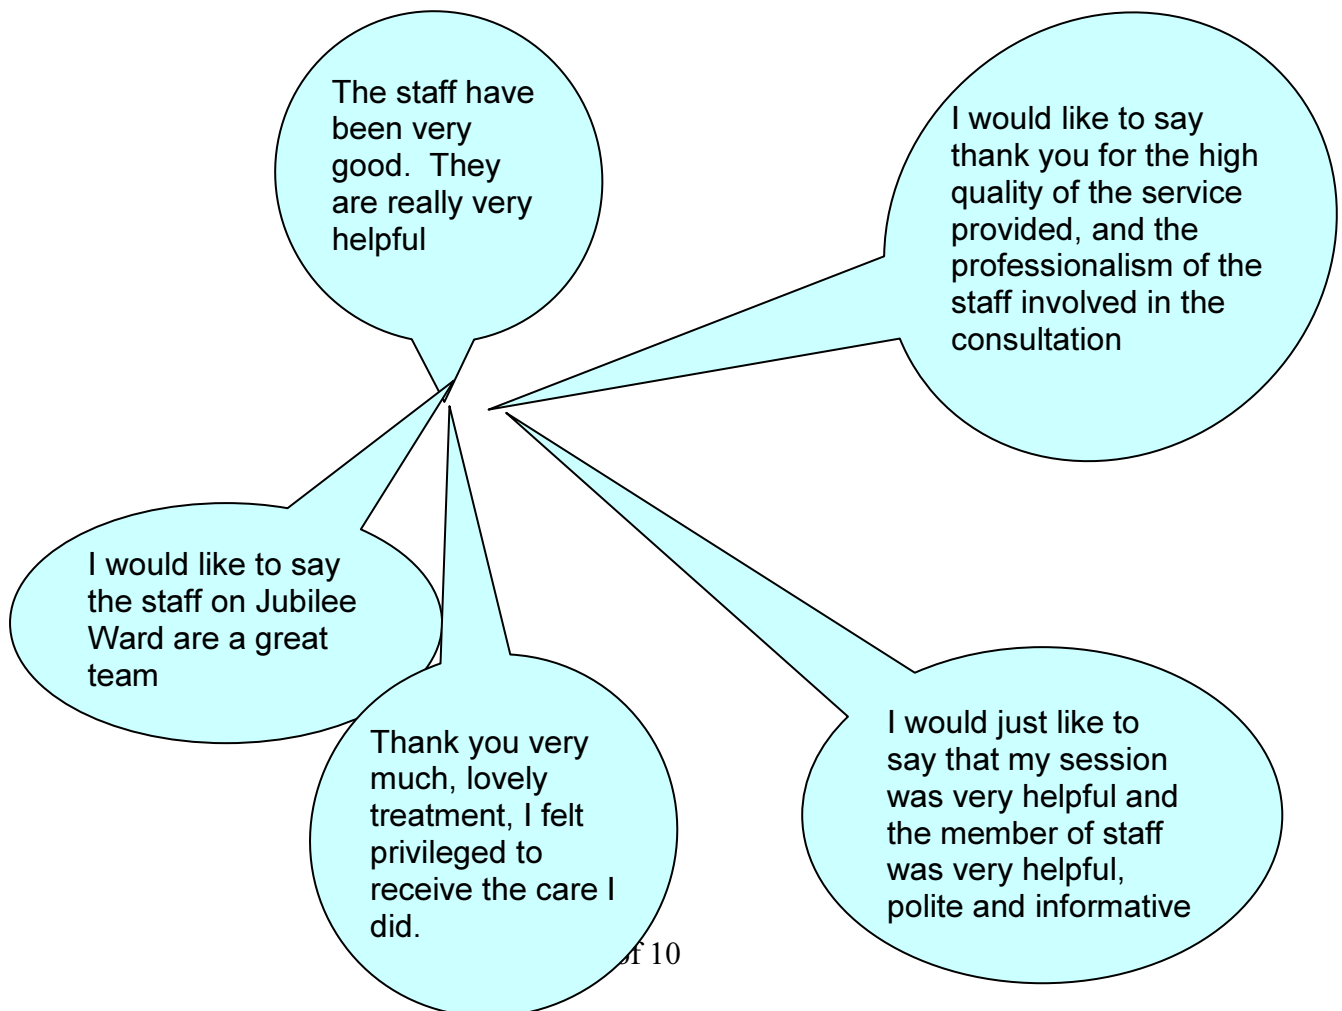 The staff have
been very
good.  They
are really very
helpful
I would like to say
thank you for the high
quality of the service
provided, and the
professionalism of the
staff involved in the
consultation
I would like to say
the staff on Jubilee
Ward are a great
team
Thank you very
much, lovely
treatment, I felt
privileged to
receive the care I
did.
I would just like to
say that my session
was very helpful and
the member of staff
was very helpful,
polite and informative
10